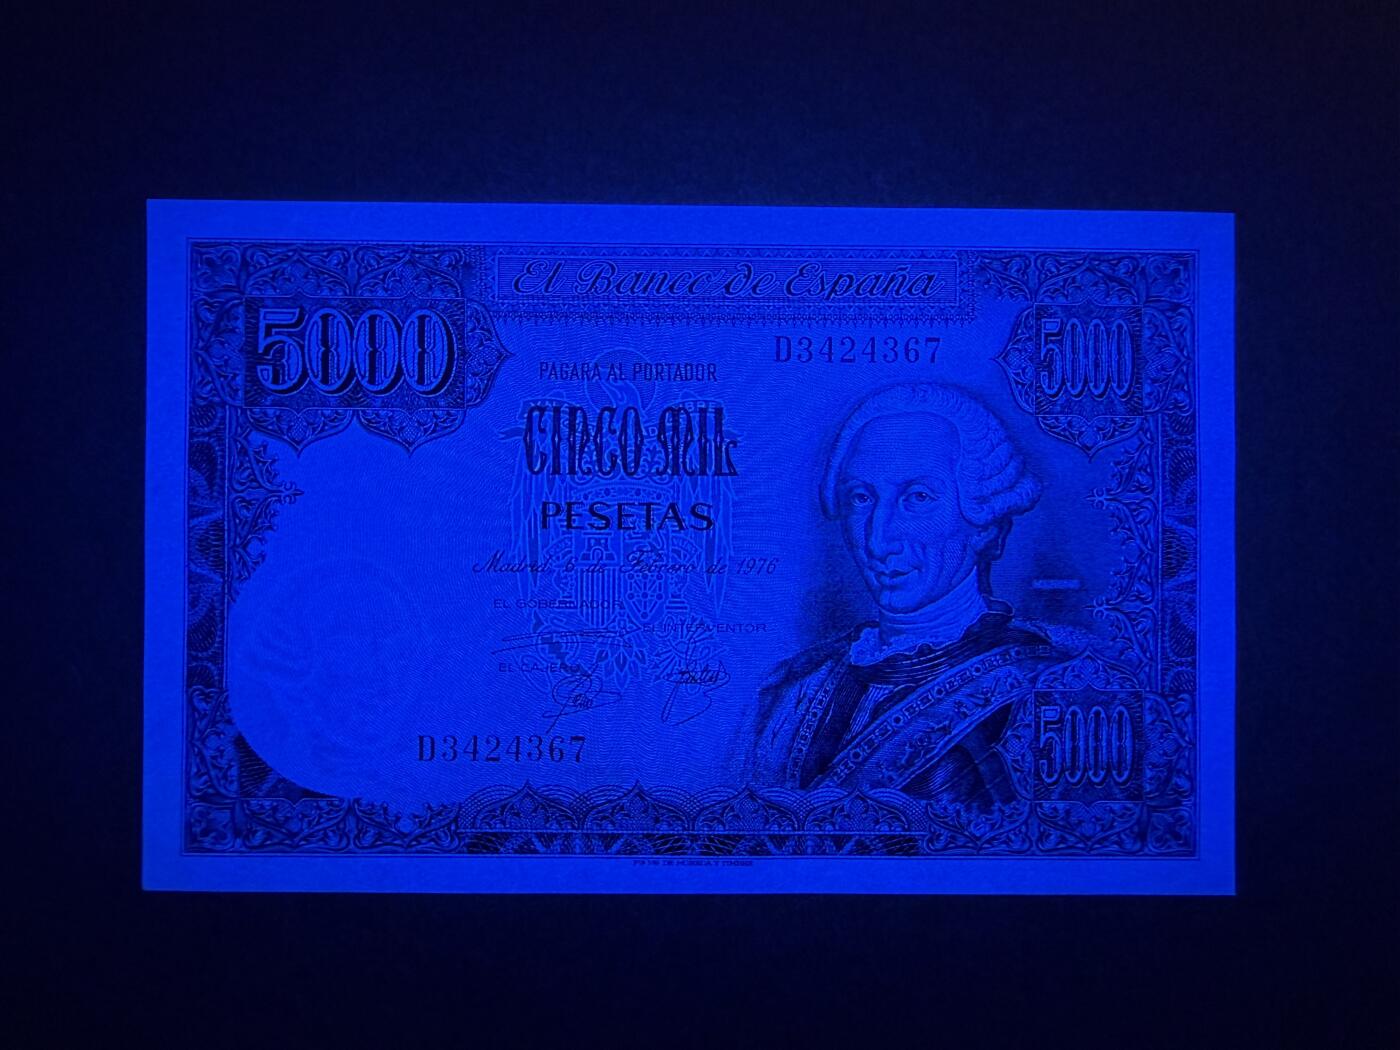 El Banco de España
5000
5000
D3424367
PAGARA AL PORTADOR
CINCO MIL
PESETAS
Madrid, 6 de Febrero de 1976
EL GOBERNADOR,
EL INTERVENTOR
EL CAJERO,
D3424367
5000